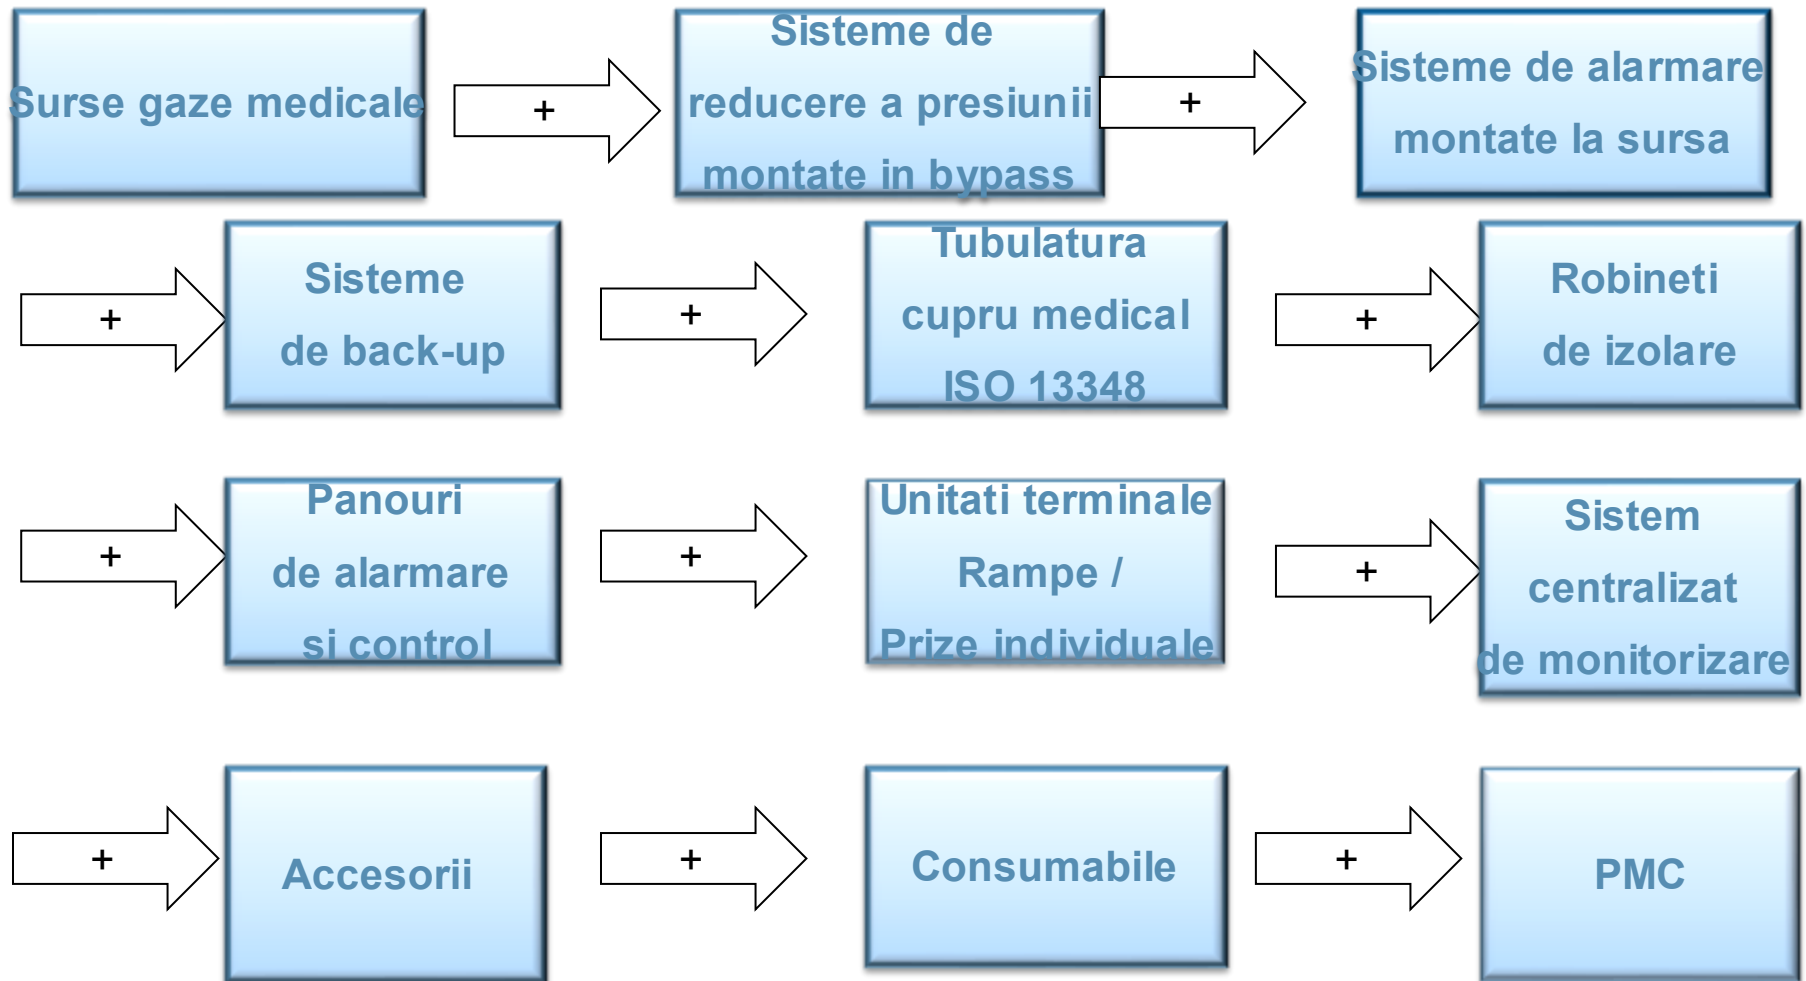 Surse gaze medicale
+
Sisteme de
reducere a presiunii
montate in bypass
+
Sisteme de alarmare
montate la sursa
+
Sisteme
de back-up
+
Tubulatura
cupru medical
ISO 13348
+
Robineti
de izolare
+
Panouri
de alarmare
si control
+
Unitati terminale
Rampe /
Prize individuale
+
Sistem
centralizat
de monitorizare
+
Accesorii
+
Consumabile
+
PMC